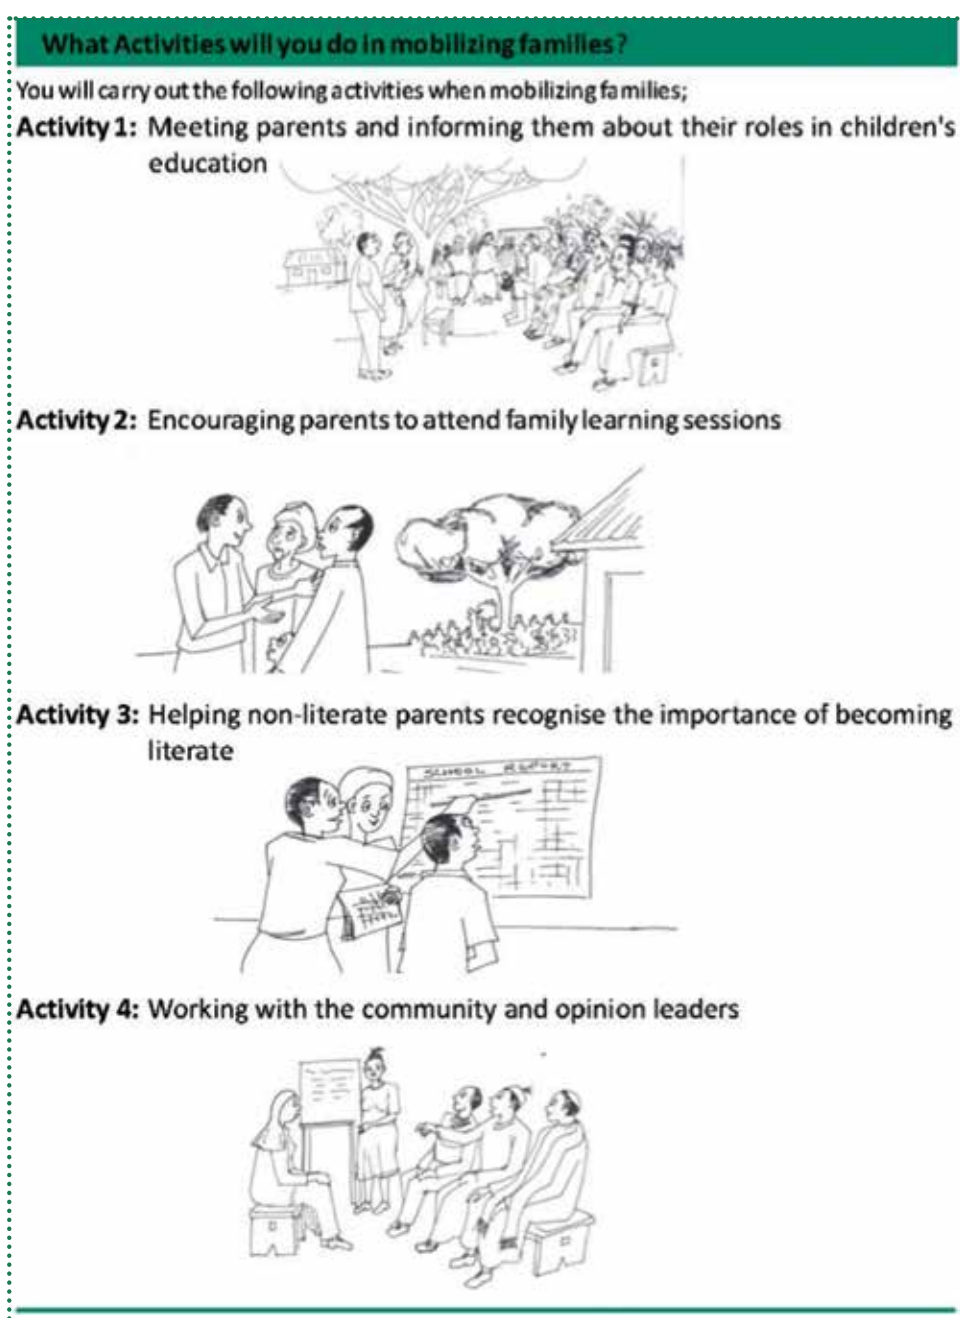 What Activities will you do in mobilizing families?
You will carry out the following activities when mobilizing families;
Activity 1: Meeting parents and informing them about their roles in children's
education
Activity 2: Encouraging parents to attend family learning sessions
Activity 3: Helping non-literate parents recognise the importance of becoming
literate
SCHOOL REPORT
Activity 4: Working with the community and opinion leaders